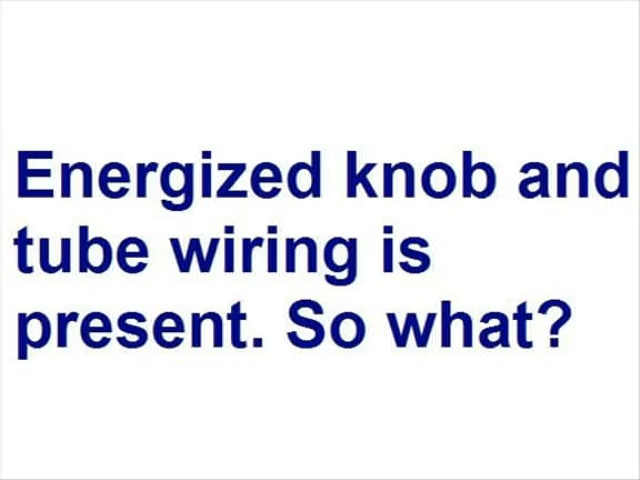 Energized knob and
tube wiring is
present. So what?